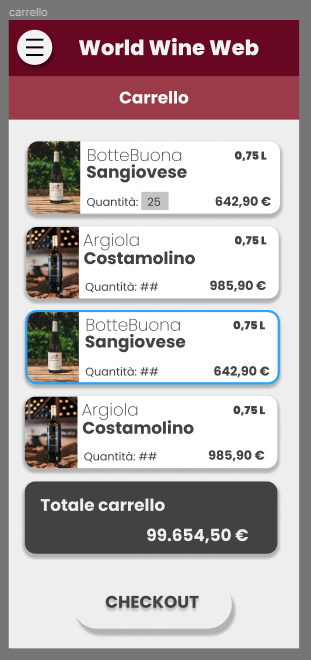 carrello
World Wine Web
Carrello
BotteBuona 0,75 L
Sangiovese
Quantità: 25 642,90 €
Argiola 0,75 L
Costamolino
Quantità: ## 985,90 €
BotteBuona 0,75 L
Sangiovese
Quantità: ## 642,90 €
Argiola 0,75 L
Costamolino
Quantità: ## 985,90 €
Totale carrello
99.654,50 €
CHECKOUT